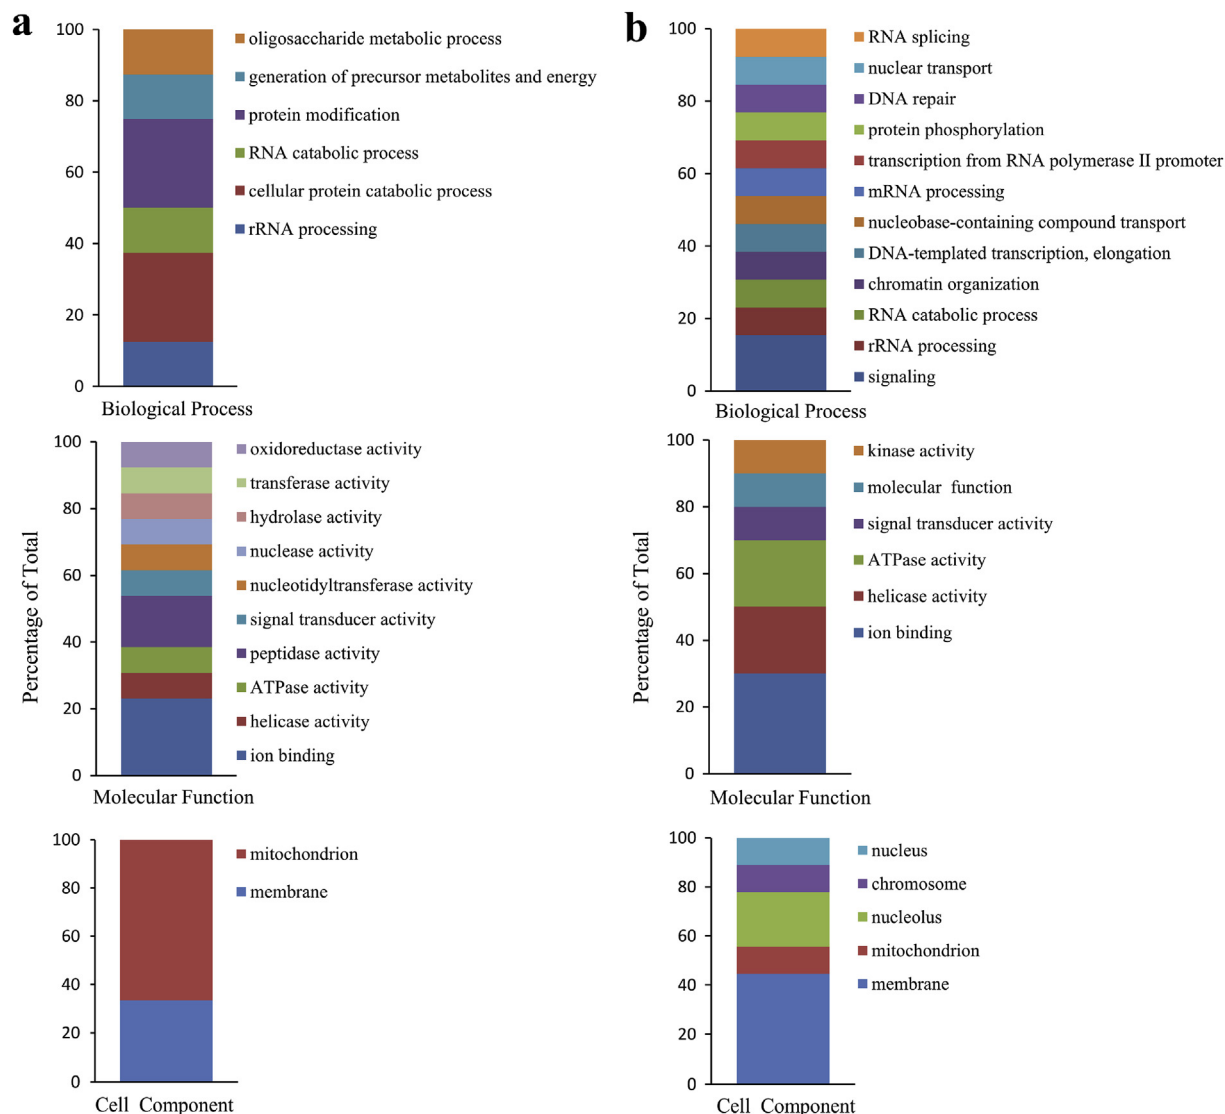 a
100
80
60
40
20
0
oligosaccharide metabolic process
generation of precursor metabolites and energy
protein modification
RNA catabolic process
cellular protein catabolic process
rRNA processing
Biological Process
b
100
80
60
40
20
0
RNA splicing
nuclear transport
DNA repair
protein phosphorylation
transcription from RNA polymerase II promoter
mRNA processing
nucleobase-containing compound transport
DNA-templated transcription, elongation
chromatin organization
RNA catabolic process
rRNA processing
signaling
Biological Process
Percentage of Total
100
80
60
40
20
0
oxidoreductase activity
transferase activity
hydrolase activity
nuclease activity
nucleotidyltransferase activity
signal transducer activity
peptidase activity
ATPase activity
helicase activity
ion binding
Molecular Function
Percentage of Total
100
80
60
40
20
0
kinase activity
molecular function
signal transducer activity
ATPase activity
helicase activity
ion binding
Molecular Function
100
80
60
40
20
0
mitochondrion
membrane
Cell Component
100
80
60
40
20
0
nucleus
chromosome
nucleolus
mitochondrion
membrane
Cell Component